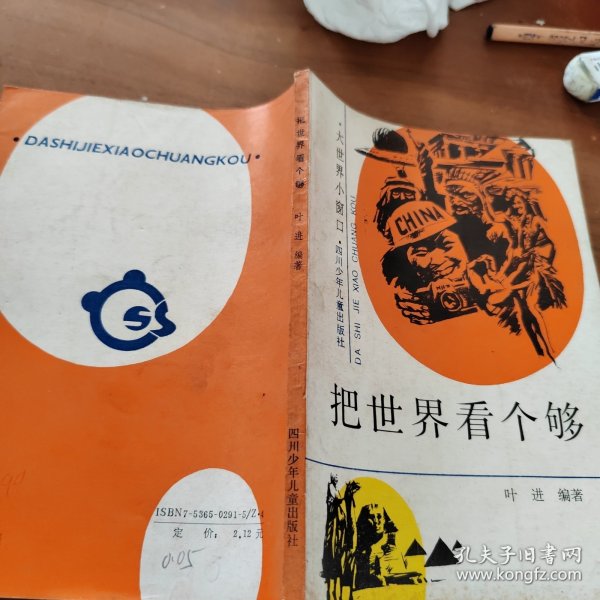 ·DASHIJIEXIAOCHUANGKOU·
ISBN7-5365-0291-5/Z·4
定 价： 2.12元
0.05
把世界看个够
叶 进 编著
四川少年儿童出版社
·大世界小窗口·四川少年儿童出版社
DA SHI JIE XIAO CHUANG KOU
CHINA
把世界看个够
叶 进 编著
孔夫子旧书网
www.kongfz.com